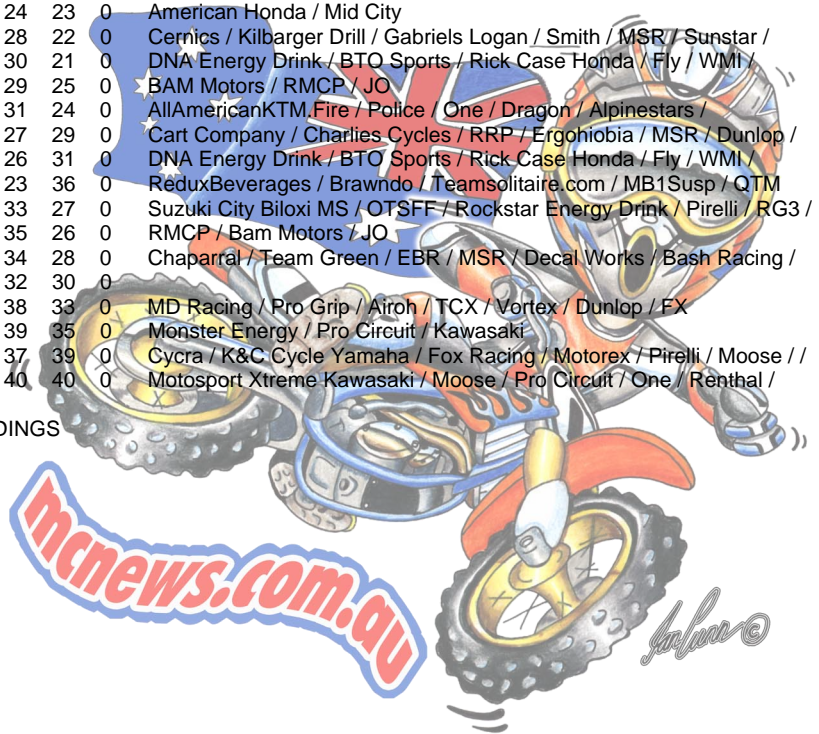 24 23 0 American Honda / Mid City
28 22 0 Cernics / Kilbarger Drill / Gabriels Logan / Smith / MSR / Sunstar /
30 21 0 DNA Energy Drink / BTO Sports / Rick Case Honda / Fly / WMI /
29 25 0 BAM Motors / RMCP / JO
31 24 0 AllAmericanKTM.Fire / Police / One / Dragon / Alpinestars /
27 29 0 Cart Company / Charlies Cycles / RRP / Ergohiobia / MSR / Dunlop /
26 31 0 DNA Energy Drink / BTO Sports / Rick Case Honda / Fly / WMI /
23 36 0 ReduxBeverages / Brawndo / Teamsolitaire.com / MB1Susp / QTM
33 27 0 Suzuki City Biloxi MS / OTSFF / Rockstar Energy Drink / Pirelli / RG3 /
35 26 0 RMCP / Bam Motors / JO
34 28 0 Chaparral / Team Green / EBR / MSR / Decal Works / Bash Racing /
32 30 0
38 33 0 MD Racing / Pro Grip / Airoh / TCX / Vortex / Dunlop / FX
39 35 0 Monster Energy / Pro Circuit / Kawasaki
37 39 0 Cycra / K&C Cycle Yamaha / Fox Racing / Motorex / Pirelli / Moose / /
40 40 0 Motosport Xtreme Kawasaki / Moose / Pro Circuit / One / Renthal /
DINGS
mcnews.com.au
©